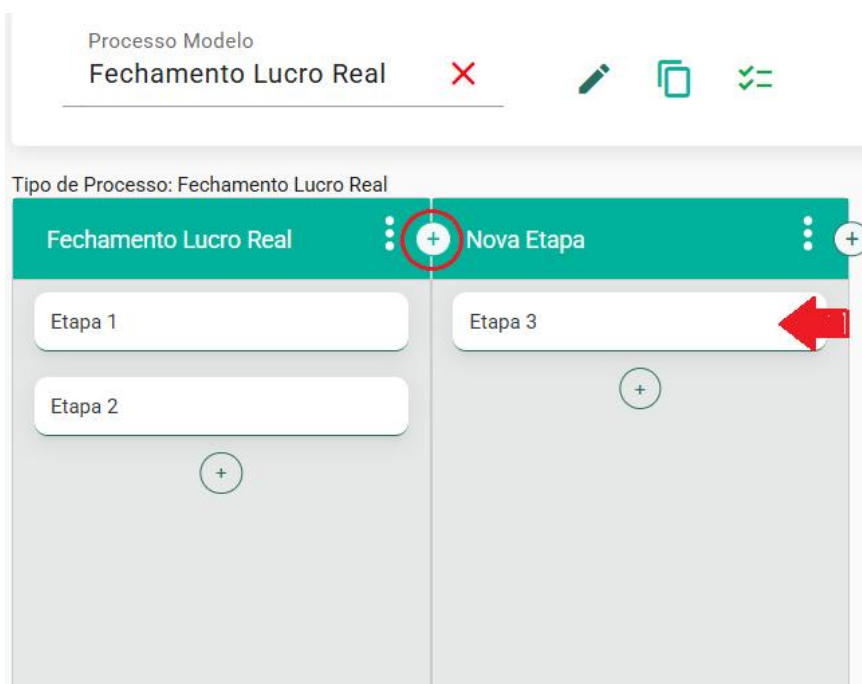 Processo Modelo
Fechamento Lucro Real
Tipo de Processo: Fechamento Lucro Real
Fechamento Lucro Real
Nova Etapa
Etapa 1
Etapa 3
Etapa 2